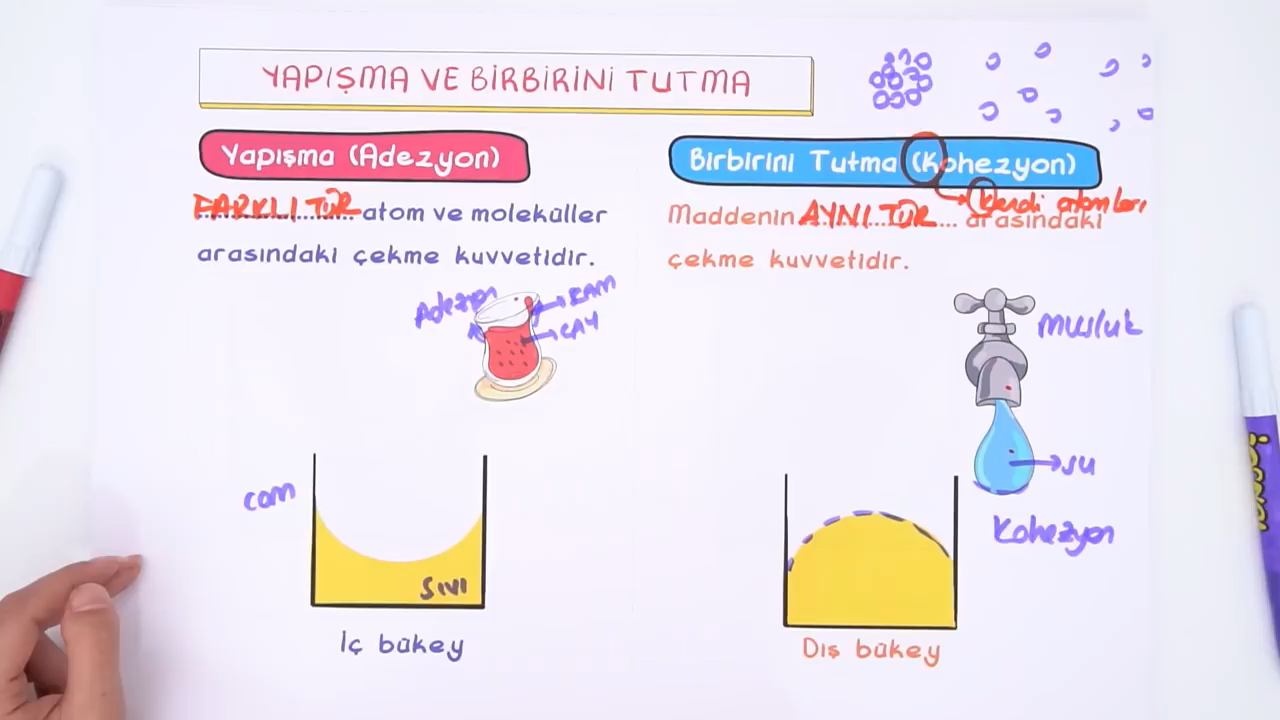 YAPIŞMA VE BİRBİRİNİ TUTMA
Yapışma (Adezyon)
FARKLI TÜR atom ve moleküller
arasındaki çekme kuvvetidir.
Adezyon
CAM
ÇAY
cam
SIVI
İç bükey
Birbirini Tutma (Kohezyon)
kendi atomları
Maddenin AYNI TÜR ... arasındaki
çekme kuvvetidir.
musluk
su
Kohezyon
Dış bükey